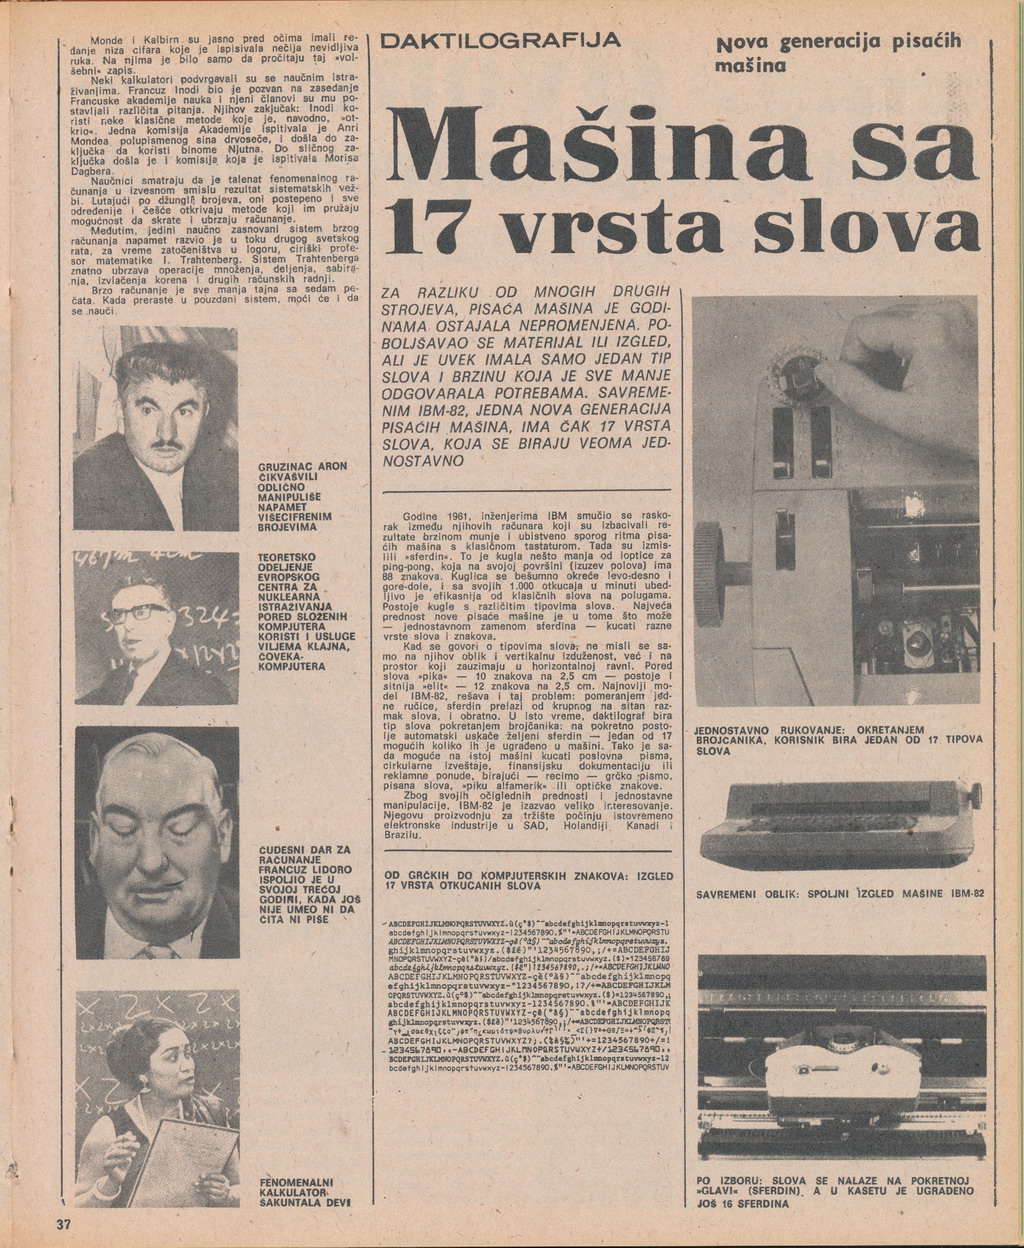 Monde i Kalbirn su jasno pred očima imali re-
đanje niza cifara koje je ispisivala nečija nevidljiva
ruka. Na njima je bilo samo da pročitaju taj »vol-
šebni« zapis.
Neki kalkulatori podvrgavali su se naučnim istra-
živanjima. Francuz Inodi bio je pozvan na zasedanje
Francuske akademije nauka i njeni članovi su mu po-
stavljali različita pitanja. Njihov zakjučak: Inodi ko-
risti neke klasične metode koje je, navodno, »ot-
krio«. Jedna komisija Akademije ispitivala je Anri
Mondea polupismenog sina drvoseče, i došla do za-
ključka da koristi binome Njutna. Do sličnog za-
ključka došla je i komisija koja je ispitivala Morisa
Dagbera.
Naučnici smatraju da je talenat fenomenalnog ra-
čunanja u izvesnom smislu rezultat sistematskih vež-
bi. Lutajući po džungli brojeva, oni postepeno i sve
određenije i češće otkrivaju metode koji im pružaju
mogućnost da skrate i ubrzaju računanje.
Međutim, jedini naučno zasnovani sistem brzog
računanja napamet razvio je u toku drugog svetskog
rata, za vreme zatočeništva u logoru, ciriški profe-
sor matematike I. Trahtenberg. Sistem Trahtenberga
znatno ubrzava operacije množenja, deljenja, sabira-
nja, izvlačenja korena i drugih računskih radnji.
Brzo računanje je sve manja tajna sa sedam pe-
čata. Kada preraste u pouzdani sistem, moći će i da
se nauči.
GRUZINAC ARON
ČIKVAŠVILI
ODLIČNO
MANIPULIŠE
NAPAMET
VIŠECIFRENIM
BROJEVIMA
TEORETSKO
ODELJENJE
EVROPSKOG
CENTRA ZA
NUKLEARNA
ISTRAŽIVANJA
PORED SLOŽENIH
KOMPJUTERA
KORISTI I USLUGE
VILJEMA KLAJNA,
ČOVEKA-
KOMPJUTERA
ČUDESNI DAR ZA
RAČUNANJE
FRANCUZ LIDORO
ISPOLJIO JE U
SVOJOJ TREĆOJ
GODINI, KADA JOŠ
NIJE UMEO NI DA
ČITA NI PIŠE
FENOMENALNI
KALKULATOR
ŠAKUNTALA DEVI
37
DAKTILOGRAFIJA
Nova generacija pisaćih
mašina
Mašina sa
17 vrsta slova
ZA RAZLIKU OD MNOGIH DRUGIH
STROJEVA, PISAĆA MAŠINA JE GODI-
NAMA OSTAJALA NEPROMENJENA. PO-
BOLJŠAVAO SE MATERIJAL ILI IZGLED,
ALI JE UVEK IMALA SAMO JEDAN TIP
SLOVA I BRZINU KOJA JE SVE MANJE
ODGOVARALA POTREBAMA. SAVREME-
NIM IBM-82, JEDNA NOVA GENERACIJA
PISAĆIH MAŠINA, IMA ČAK 17 VRSTA
SLOVA, KOJA SE BIRAJU VEOMA JED-
NOSTAVNO
Godine 1961, inženjerima IBM smučio se rasko-
rak između njihovih računara koji su izbacivali re-
zultate brzinom munje i ubistveno sporog ritma pisa-
ćih mašina s klasičnom tastaturom. Tada su izmis-
lili »sferdin«. To je kugla nešto manja od loptice za
ping-pong, koja na svojoj površini (izuzev polova) ima
88 znakova. Kuglica se bešumno okreće levo-desno i
gore-dole, i sa svojih 1.000 otkucaja u minuti ubed-
ljivo je efikasnija od klasičnih slova na polugama.
Postoje kugle s različitim tipovima slova. Najveća
prednost nove pisaće mašine je u tome što može
— jednostavnom zamenom sferdina — kucati razne
vrste slova i znakova.
Kad se govori o tipovima slova, ne misli se sa-
mo na njihov oblik i vertikalnu izduženost, već i na
prostor koji zauzimaju u horizontalnoj ravni. Pored
slova »pika« — 10 znakova na 2,5 cm — postoje i
sitnija »elit« — 12 znakova na 2,5 cm. Najnoviji mo-
del IBM-82, rešava i taj problem: pomeranjem jed-
ne ručice, sferdin prelazi od krupnog na sitan raz-
mak slova, i obratno. U isto vreme, daktilograf bira
tip slova pokretanjem brojčanika: na pokretno posto-
lje automatski uskače željeni sferdin — jedan od 17
mogućih koliko ih je ugrađeno u mašini. Tako je sa-
da moguće na istoj mašini kucati poslovna pisma,
cirkularne izveštaje, finansijsku dokumentaciju ili
reklamne ponude, birajući — recimo — grčko pismo,
pisana slova, »piku alfamerik« ili optičke znakove.
Zbog svojih očiglednih prednosti i jednostavne
manipulacije, IBM-82 je izazvao veliko interesovanje.
Njegovu proizvodnju za tržište počinju istovremeno
elektronske industrije u SAD, Holandiji, Kanadi i
Brazilu.
OD GRČKIH DO KOMPJUTERSKIH ZNAKOVA: IZGLED
17 VRSTA OTKUCANIH SLOVA
JEDNOSTAVNO RUKOVANJE: OKRETANJEM
BROJČANIKA, KORISNIK BIRA JEDAN OD 17 TIPOVA
SLOVA
SAVREMENI OBLIK: SPOLJNI IZGLED MAŠINE IBM-82
PO IZBORU: SLOVA SE NALAZE NA POKRETNOJ
»GLAVI« (SFERDIN), A U KASETU JE UGRAĐENO
JOŠ 16 SFERDINA